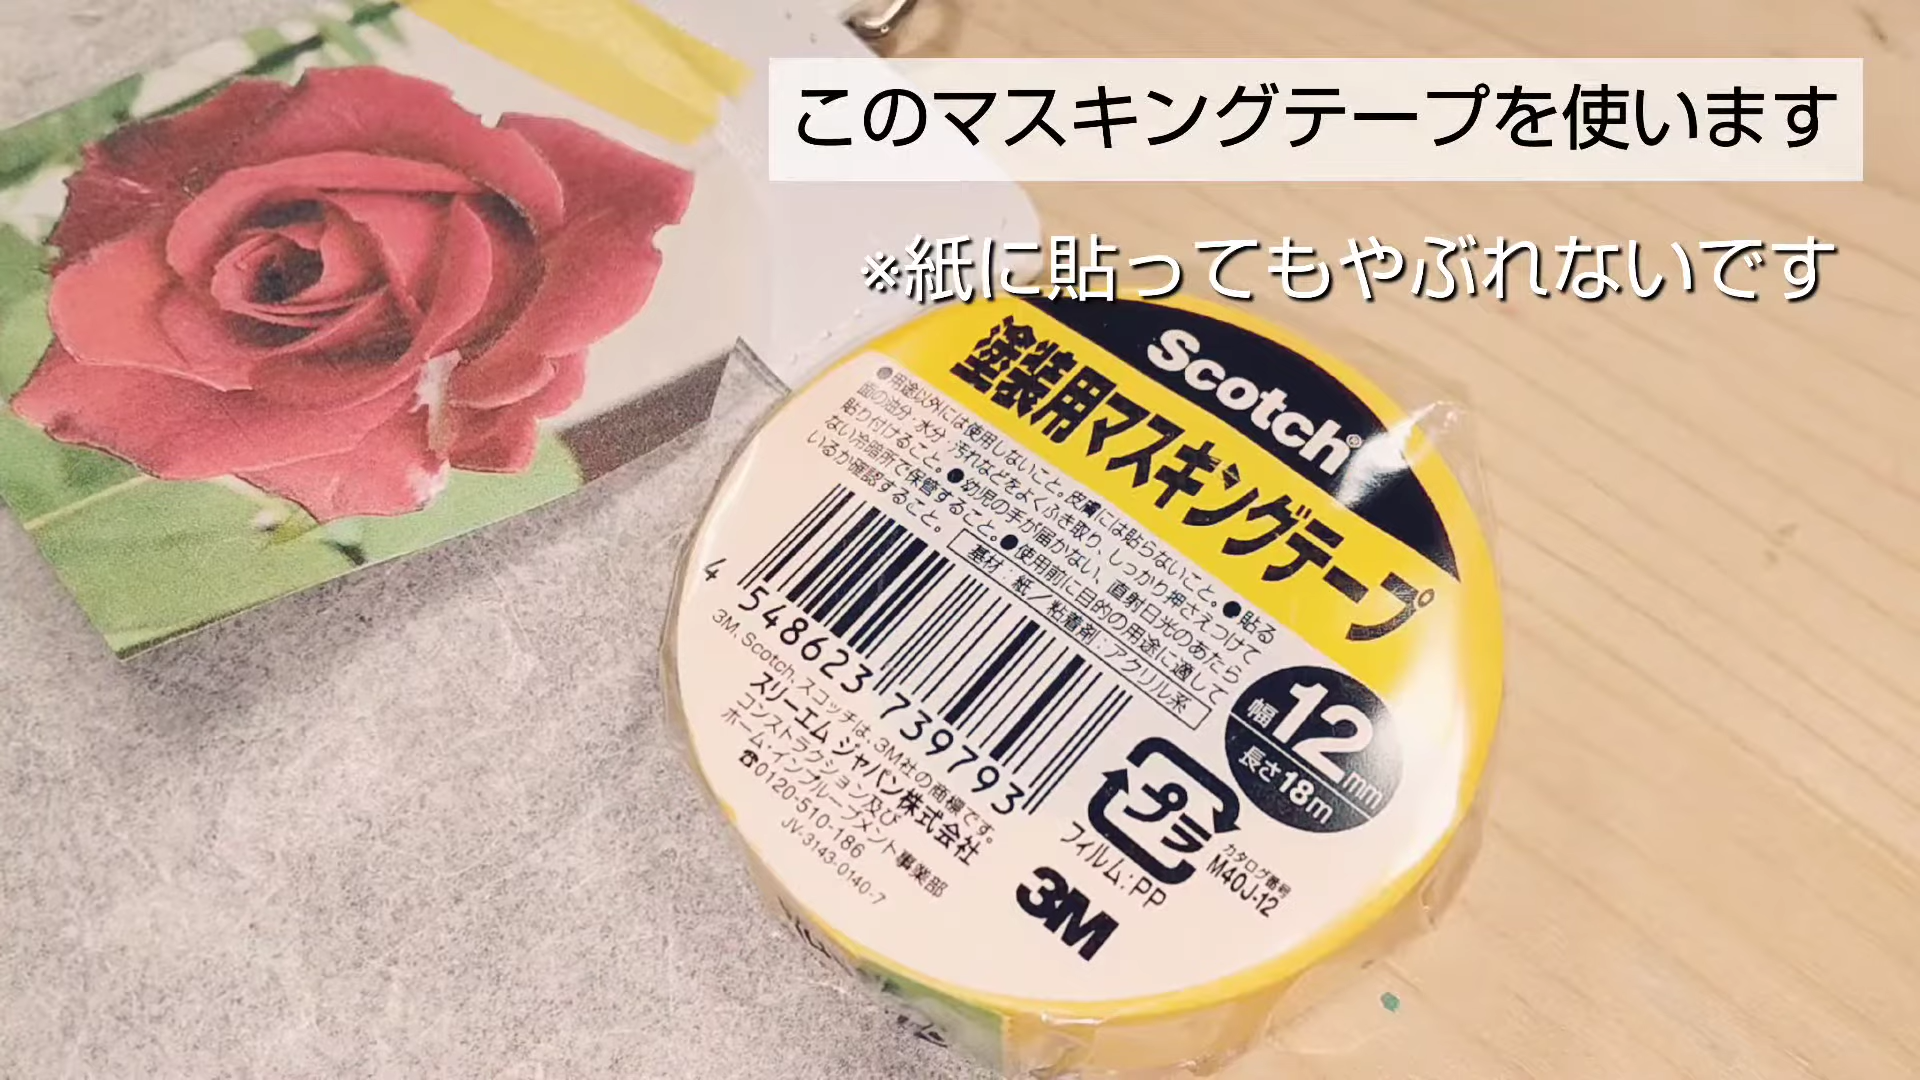 このマスキングテープを使います
※紙に貼ってもやぶれないです
Scotch®
塗装用マスキングテープ
●用途以外には使用しないこと。皮膚には貼らないこと。●貼る
面の油分・水分・汚れなどをよくふき取り、しっかり押さえつけて
貼り付けること。●幼児の手が届かない、直射日光のあたら
ない冷暗所で保管すること。●使用前に目的の用途に適して
いるか確認すること。
基材：紙／粘着剤：アクリル系
4 548623 739793
幅12mm
長さ18m
3M、Scotch、スコッチは、3M社の商標です。
スリーエム ジャパン株式会社
コンストラクション及び
ホーム・インプルーブメント事業部
☎0120-510-186
JV-3143-0140-7
プラ
フィルム：PP
カタログ番号
M40J-12
3M